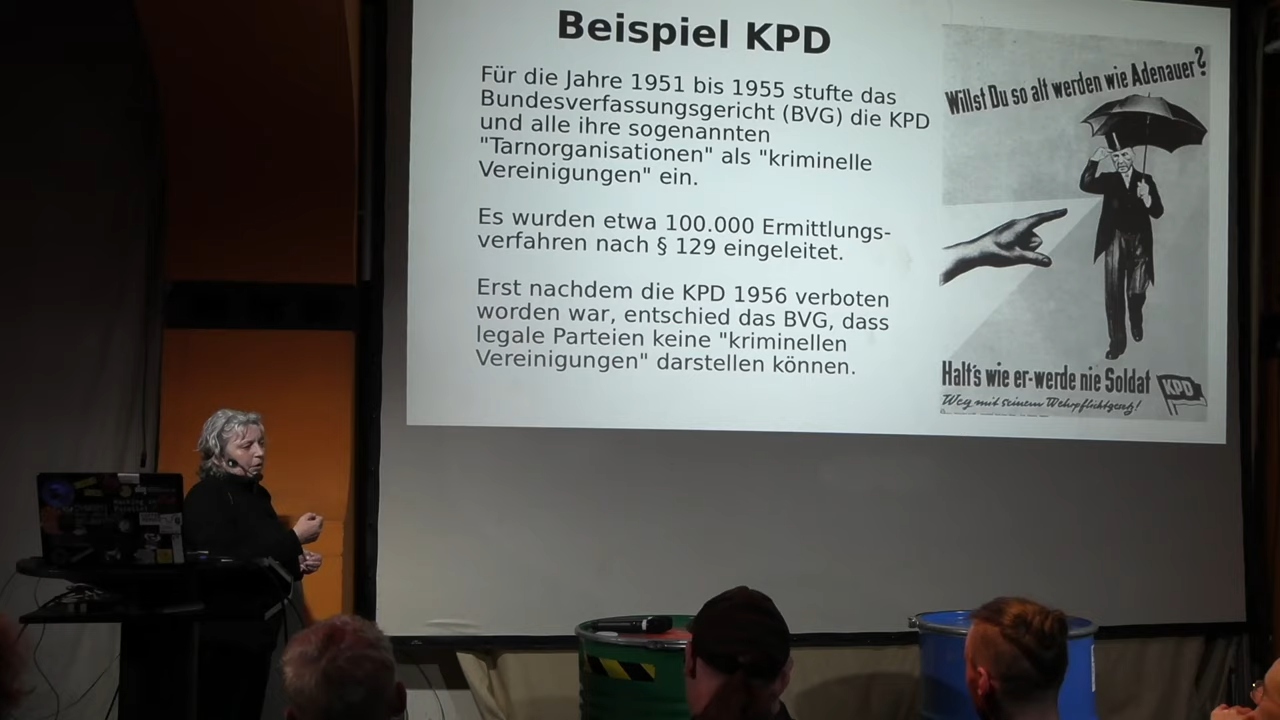 Beispiel KPD
Für die Jahre 1951 bis 1955 stufte das
Bundesverfassungsgericht (BVG) die KPD
und alle ihre sogenannten
"Tarnorganisationen" als "kriminelle
Vereinigungen" ein.
Es wurden etwa 100.000 Ermittlungs-
verfahren nach § 129 eingeleitet.
Erst nachdem die KPD 1956 verboten
worden war, entschied das BVG, dass
legale Parteien keine "kriminellen
Vereinigungen" darstellen können.
Willst Du so alt werden wie Adenauer?
Halt's wie er-werde nie Soldat
KPD
Weg mit seinem Wehrpflichtgesetz!